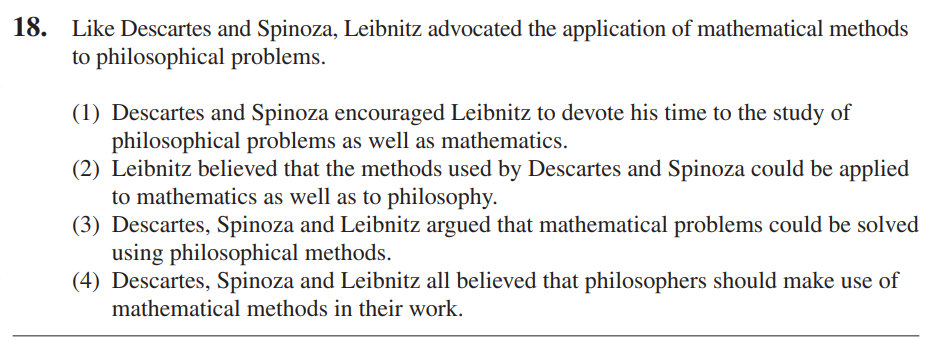 18. Like Descartes and Spinoza, Leibnitz advocated the application of mathematical methods
to philosophical problems.
(1) Descartes and Spinoza encouraged Leibnitz to devote his time to the study of
philosophical problems as well as mathematics.
(2) Leibnitz believed that the methods used by Descartes and Spinoza could be applied
to mathematics as well as to philosophy.
(3) Descartes, Spinoza and Leibnitz argued that mathematical problems could be solved
using philosophical methods.
(4) Descartes, Spinoza and Leibnitz all believed that philosophers should make use of
mathematical methods in their work.